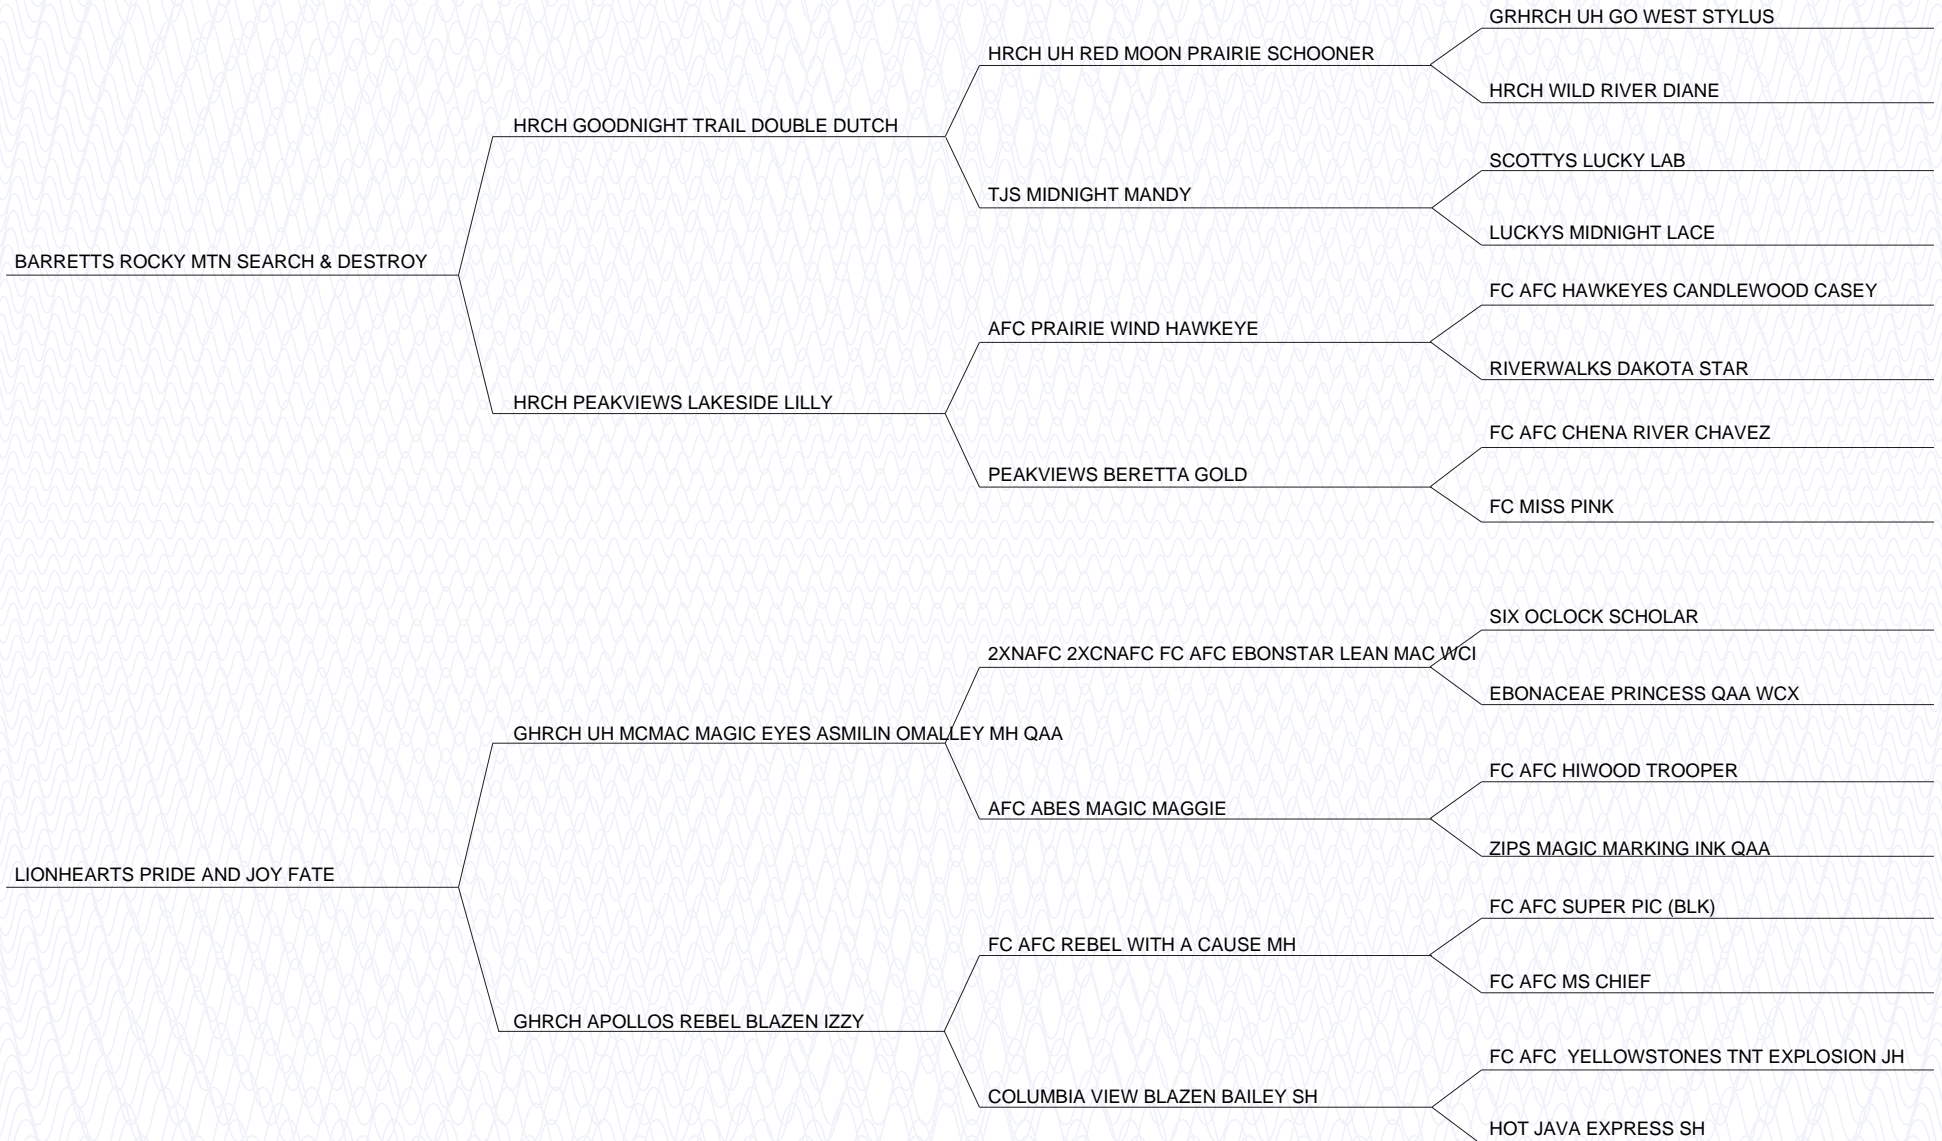 GRHRCH UH GO WEST STYLUS
HRCH UH RED MOON PRAIRIE SCHOONER
HRCH WILD RIVER DIANE
HRCH GOODNIGHT TRAIL DOUBLE DUTCH
SCOTTYS LUCKY LAB
TJS MIDNIGHT MANDY
LUCKYS MIDNIGHT LACE
BARRETTS ROCKY MTN SEARCH & DESTROY
FC AFC HAWKEYES CANDLEWOOD CASEY
AFC PRAIRIE WIND HAWKEYE
RIVERWALKS DAKOTA STAR
HRCH PEAKVIEWS LAKESIDE LILLY
FC AFC CHENA RIVER CHAVEZ
PEAKVIEWS BERETTA GOLD
FC MISS PINK
SIX OCLOCK SCHOLAR
2XNAFC 2XCNAFC FC AFC EBONSTAR LEAN MAC WCI
EBONACEAE PRINCESS QAA WCX
GHRCH UH MCMAC MAGIC EYES ASMILIN OMALLEY MH QAA
FC AFC HIWOOD TROOPER
AFC ABES MAGIC MAGGIE
ZIPS MAGIC MARKING INK QAA
LIONHEARTS PRIDE AND JOY FATE
FC AFC SUPER PIC (BLK)
FC AFC REBEL WITH A CAUSE MH
FC AFC MS CHIEF
GHRCH APOLLOS REBEL BLAZEN IZZY
FC AFC  YELLOWSTONES TNT EXPLOSION JH
COLUMBIA VIEW BLAZEN BAILEY SH
HOT JAVA EXPRESS SH